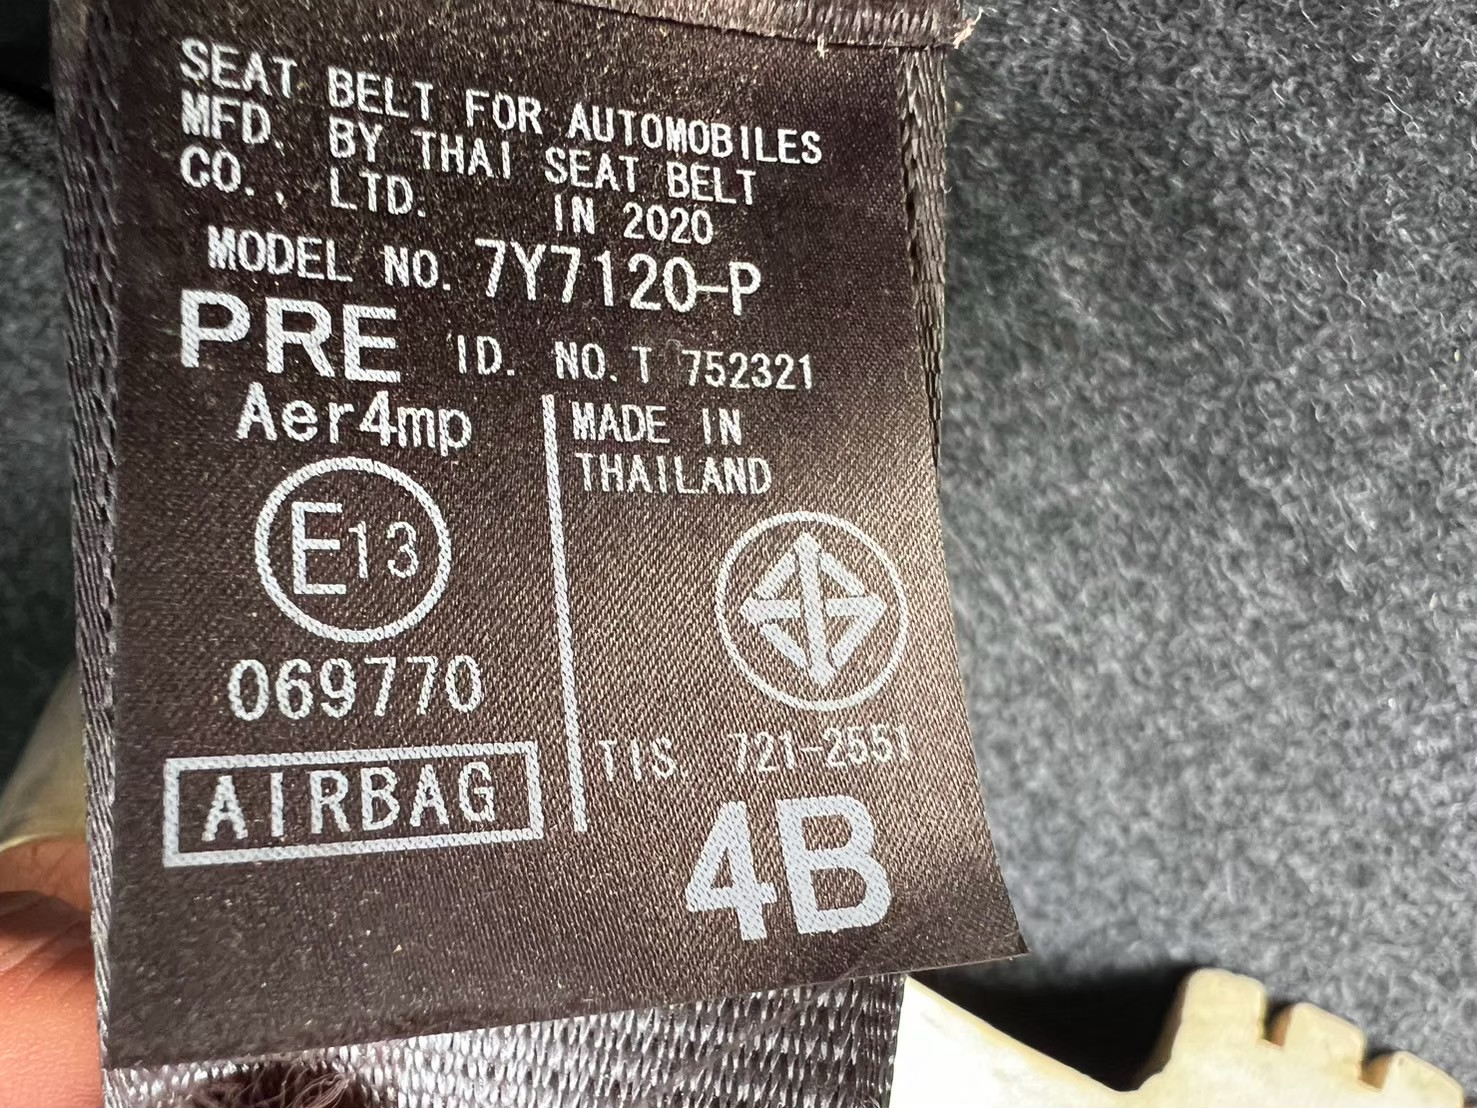 SEAT BELT FOR AUTOMOBILES
MFD. BY THAI SEAT BELT
CO., LTD. IN 2020
MODEL NO. 7Y7120-P
PRE ID. NO. T 752321
Aer4mp
MADE IN
THAILAND
E13
069770
AIRBAG
TIS. 721-2551
4B